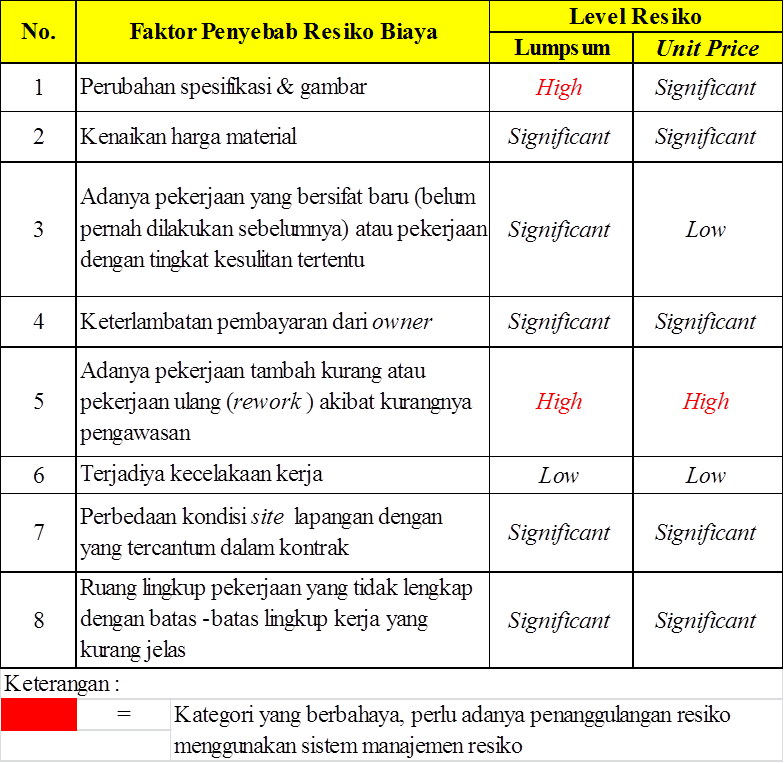 No. Faktor Penyebab Resiko Biaya Level Resiko
Lumpsum Unit Price
1 Perubahan spesifikasi & gambar High Significant
2 Kenaikan harga material Significant Significant
3 Adanya pekerjaan yang bersifat baru (belum
pernah dilakukan sebelumnya) atau pekerjaan
dengan tingkat kesulitan tertentu Significant Low
4 Keterlambatan pembayaran dari owner Significant Significant
5 Adanya pekerjaan tambah kurang atau
pekerjaan ulang (rework ) akibat kurangnya
pengawasan High High
6 Terjadiya kecelakaan kerja Low Low
7 Perbedaan kondisi site lapangan dengan
yang tercantum dalam kontrak Significant Significant
8 Ruang lingkup pekerjaan yang tidak lengkap
dengan batas -batas lingkup kerja yang
kurang jelas Significant Significant
Keterangan :
= Kategori yang berbahaya, perlu adanya penanggulangan resiko
menggunakan sistem manajemen resiko